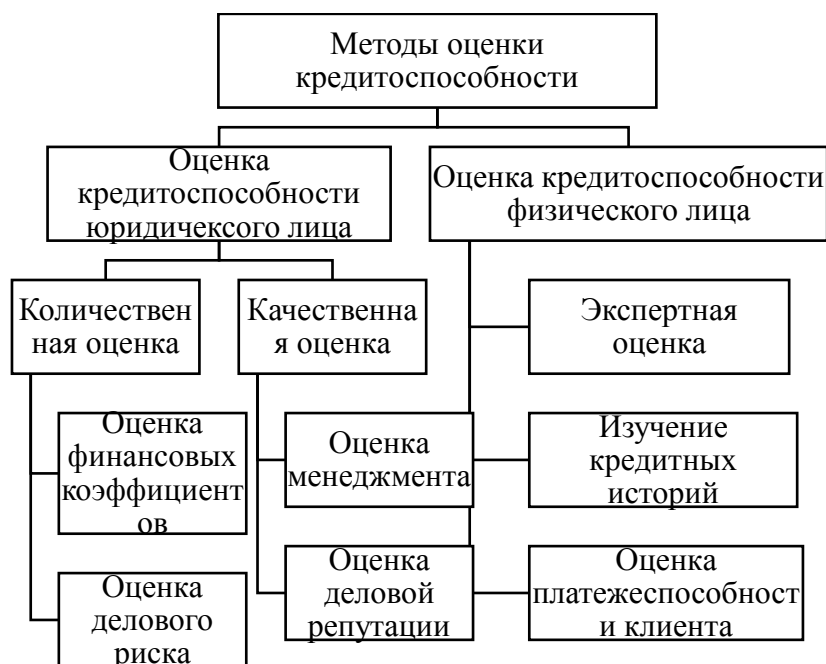 Методы оценки
кредитоспособности
Оценка
кредитоспособности
юридичексого лица
Оценка кредитоспособности
физического лица
Количествен
ная оценка
Качественна
я оценка
Экспертная
оценка
Оценка
финансовых
коэффициент
ов
Оценка
менеджмента
Изучение
кредитных
историй
Оценка
делового
риска
Оценка
деловой
репутации
Оценка
платежеспособност
и клиента